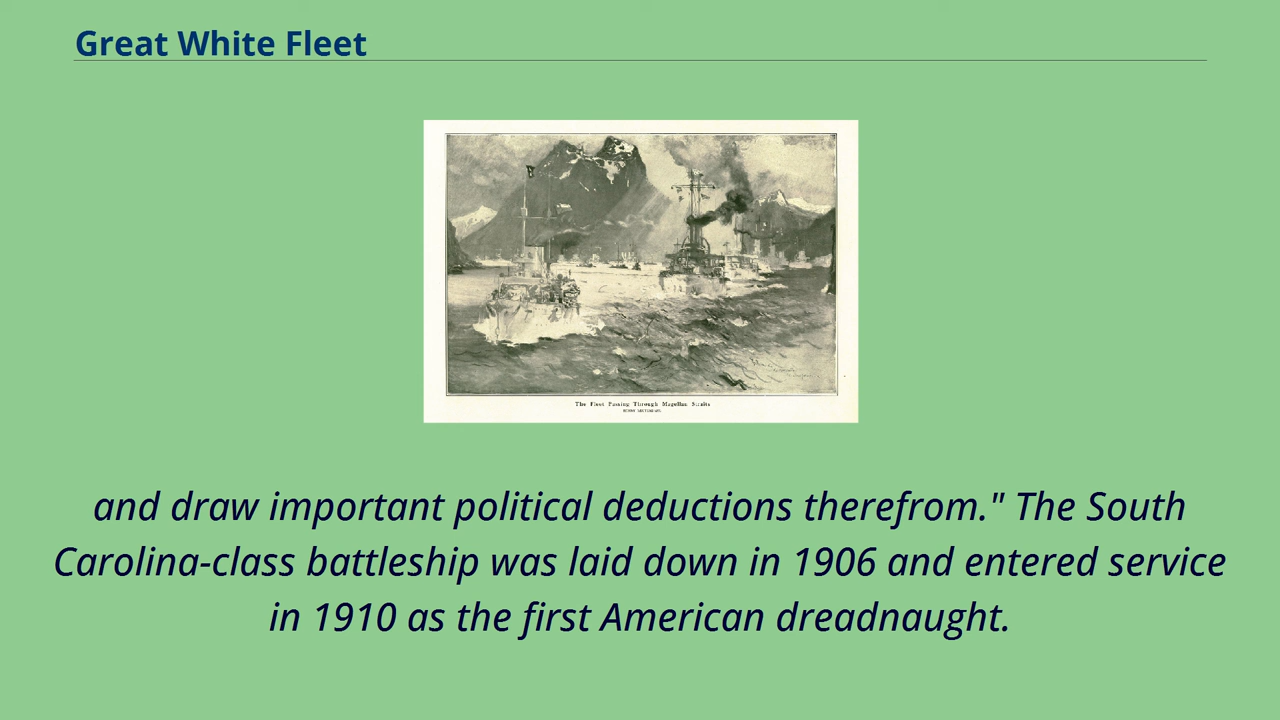 Great White Fleet
The Fleet Passing Through Magellan Straits
and draw important political deductions therefrom." The South
Carolina-class battleship was laid down in 1906 and entered service
in 1910 as the first American dreadnaught.